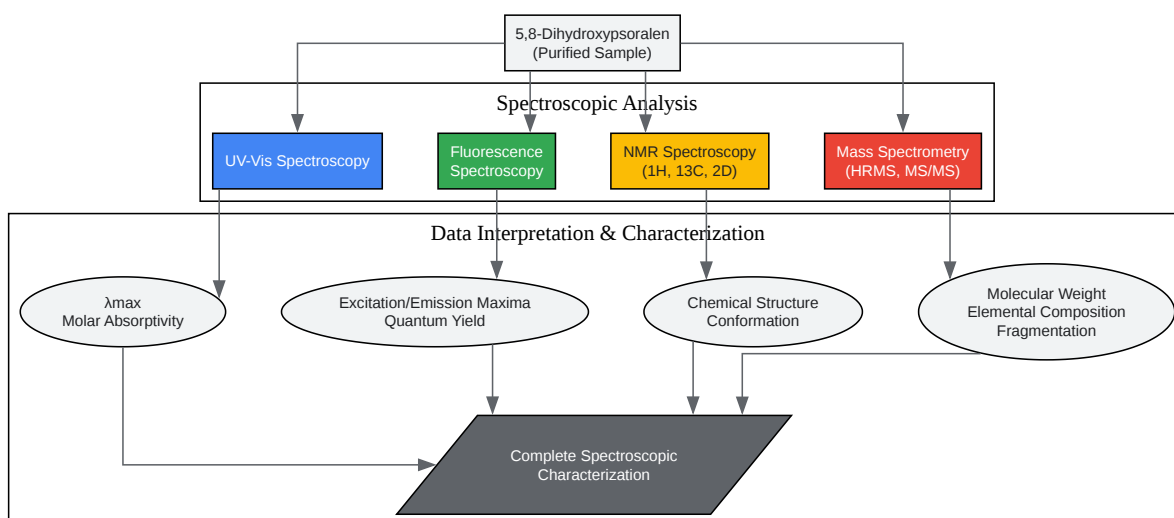 5,8-Dihydroxypsoralen
(Purified Sample)
Spectroscopic Analysis
UV-Vis Spectroscopy
Fluorescence
Spectroscopy
NMR Spectroscopy
(1H, 13C, 2D)
Mass Spectrometry
(HRMS, MS/MS)
Data Interpretation & Characterization
λmax
Molar Absorptivity
Excitation/Emission Maxima
Quantum Yield
Chemical Structure
Conformation
Molecular Weight
Elemental Composition
Fragmentation
Complete Spectroscopic
Characterization